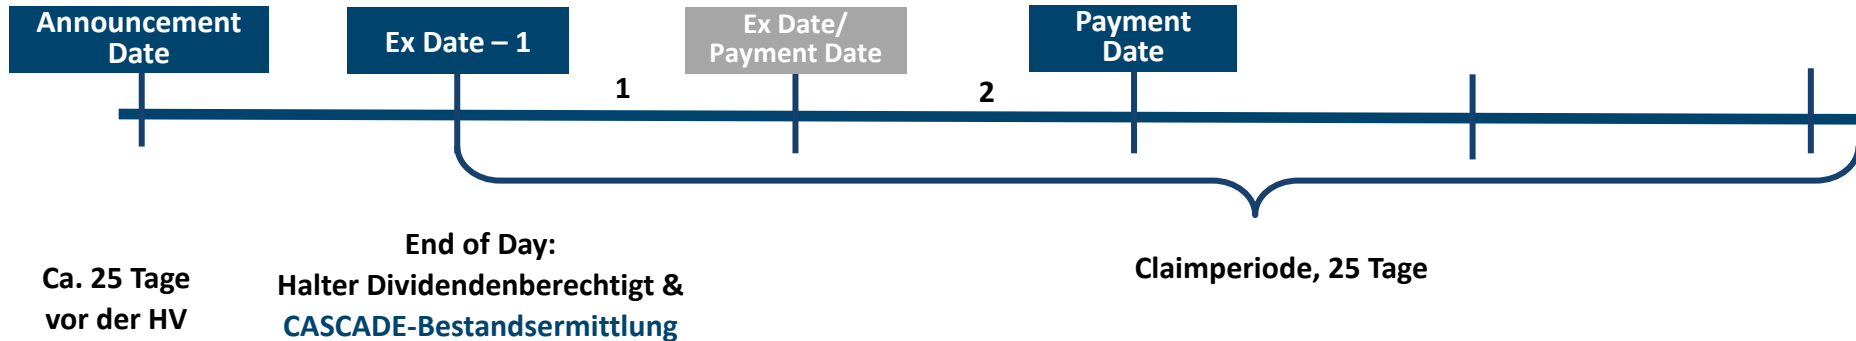 Announcement
Date
Ex Date – 1
Ex Date/
Payment Date
Payment
Date
1
2
Ca. 25 Tage
vor der HV
End of Day:
Halter Dividendenberechtigt &
CASCADE-Bestandsermittlung
Claimperiode, 25 Tage